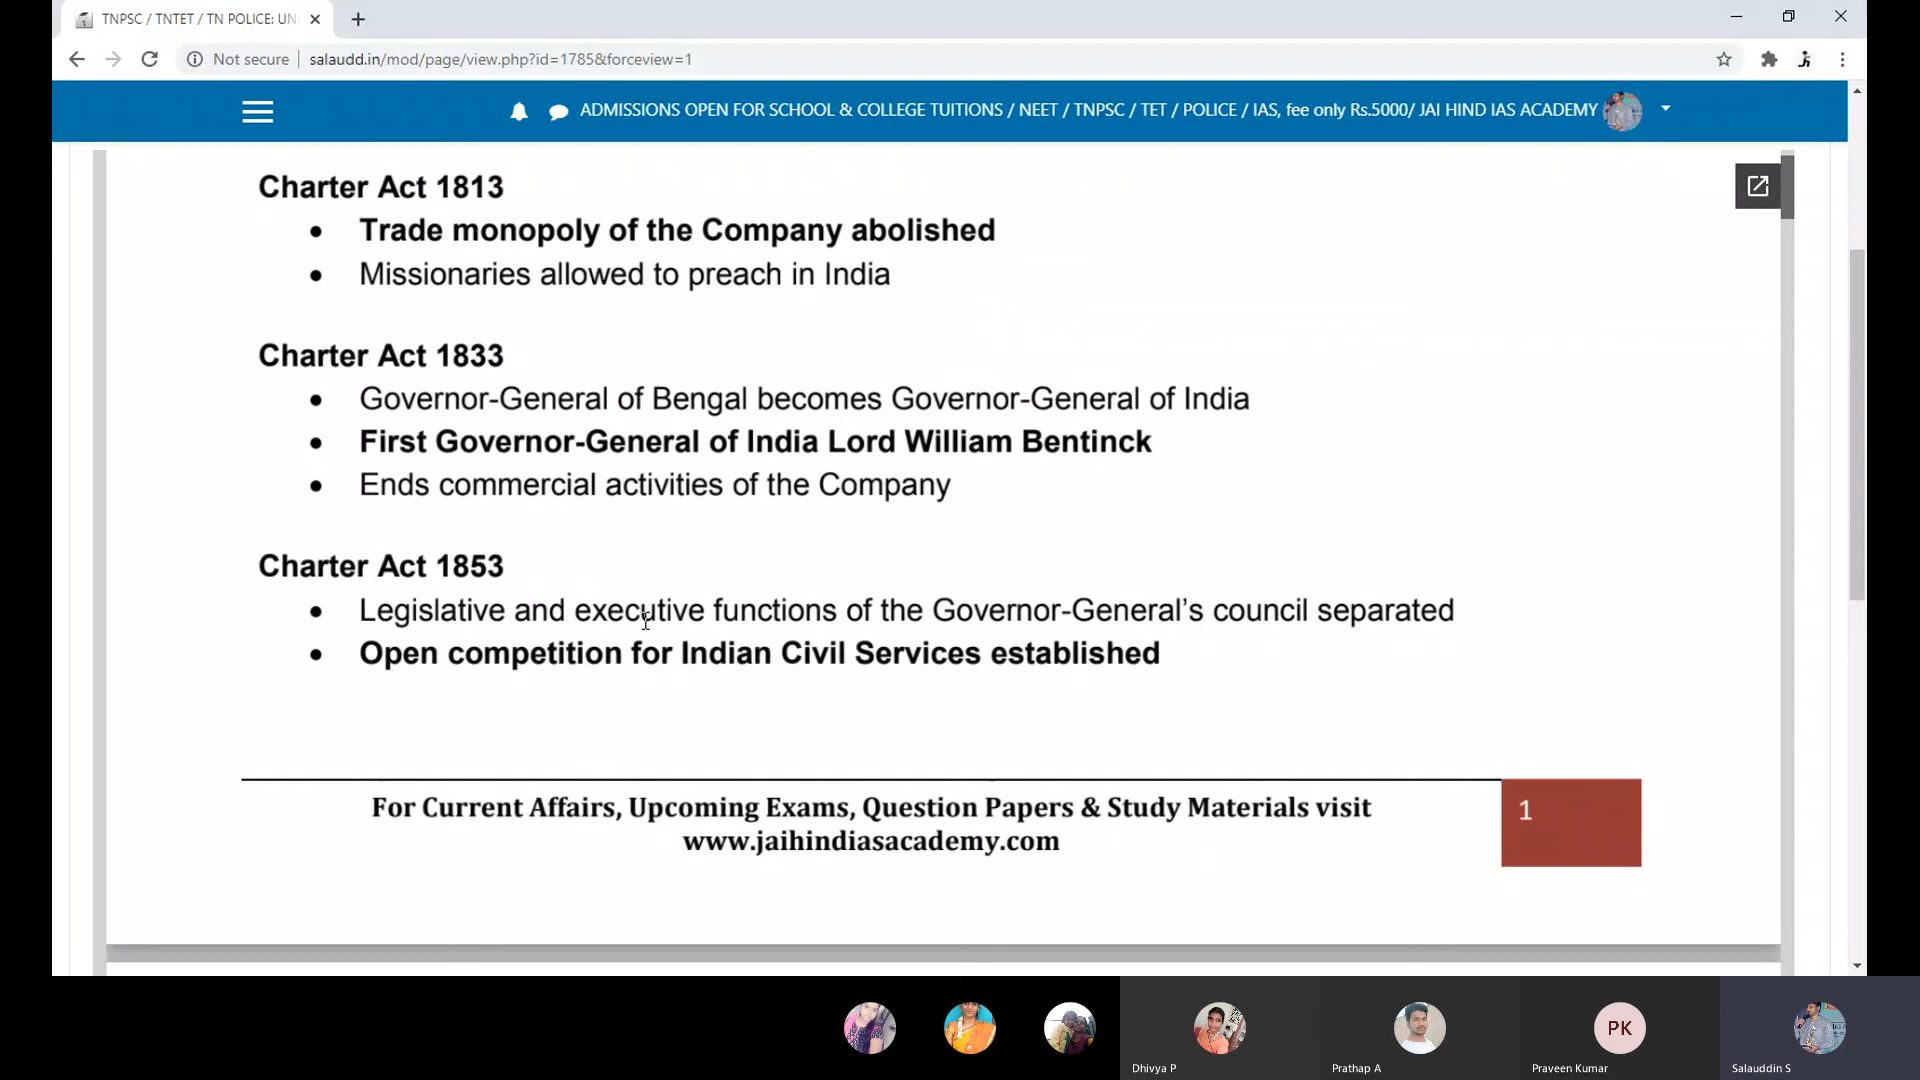 TNPSC / TNTET / TN POLICE: UN
Not secure
salaudd.in/mod/page/view.php?id=1785&forceview=1
ADMISSIONS OPEN FOR SCHOOL & COLLEGE TUITIONS / NEET / TNPSC / TET / POLICE / IAS, fee only Rs.5000/ JAI HIND IAS ACADEMY
Charter Act 1813
• Trade monopoly of the Company abolished
• Missionaries allowed to preach in India
Charter Act 1833
• Governor-General of Bengal becomes Governor-General of India
• First Governor-General of India Lord William Bentinck
• Ends commercial activities of the Company
Charter Act 1853
• Legislative and executive functions of the Governor-General’s council separated
• Open competition for Indian Civil Services established
For Current Affairs, Upcoming Exams, Question Papers & Study Materials visit
www.jaihindiasacademy.com
1
PK
Dhivya P
Prathap A
Praveen Kumar
Salauddin S